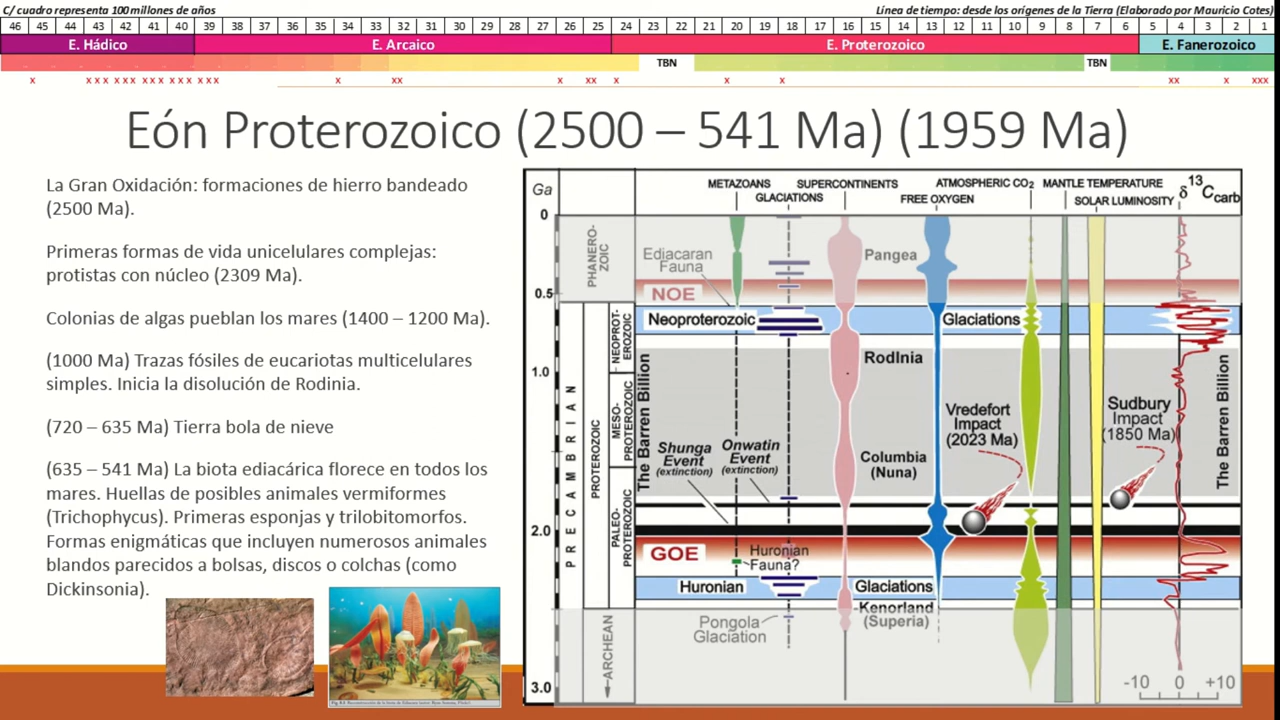 C/ cuadro representa 100 millones de años
Línea de tiempo: desde los orígenes de la Tierra (Elaborado por Mauricio Cotes)
46 45 44 43 42 41 40 39 38 37 36 35 34 33 32 31 30 29 28 27 26 25 24 23 22 21 20 19 18 17 16 15 14 13 12 11 10 9 8 7 6 5 4 3 2 1
E. Hádico E. Arcaico E. Proterozoico E. Fanerozoico
TBN TBN
x x x x x x x x x x x x x x x x x x x x x x x x x x x x
Eón Proterozoico (2500 – 541 Ma) (1959 Ma)
La Gran Oxidación: formaciones de hierro bandeado
(2500 Ma).
Primeras formas de vida unicelulares complejas:
protistas con núcleo (2309 Ma).
Colonias de algas pueblan los mares (1400 – 1200 Ma).
(1000 Ma) Trazas fósiles de eucariotas multicelulares
simples. Inicia la disolución de Rodinia.
(720 – 635 Ma) Tierra bola de nieve
(635 – 541 Ma) La biota ediacárica florece en todos los
mares. Huellas de posibles animales vermiformes
(Trichophycus). Primeras esponjas y trilobitomorfos.
Formas enigmáticas que incluyen numerosos animales
blandos parecidos a bolsas, discos o colchas (como
Dickinsonia).
Ga
METAZOANS
GLACIATIONS
SUPERCONTINENTS
FREE OXYGEN
ATMOSPHERIC CO2
MANTLE TEMPERATURE
SOLAR LUMINOSITY
δ13Ccarb
0
0.5
1.0
2.0
3.0
PRECAMBRIAN
PHANERO-
ZOIC
PROTEROZOIC
NEOPROT-
EROZOIC
MESO-
PROTEROZOIC
PALEO-
PROTEROZOIC
ARCHEAN
Ediacaran
Fauna
Pangea
NOE
Neoproterozoic
Glaciations
The Barren Billion
RodInia
Vredefort
Impact
(2023 Ma)
Sudbury
Impact
(1850 Ma)
The Barren Billion
Shunga
Event
(extinction)
Onwatin
Event
(extinction)
Columbia
(Nuna)
GOE
Huronian
Fauna?
Huronian
Glaciations
Kenorland
(Superia)
Pongola
Glaciation
-10 0 +10